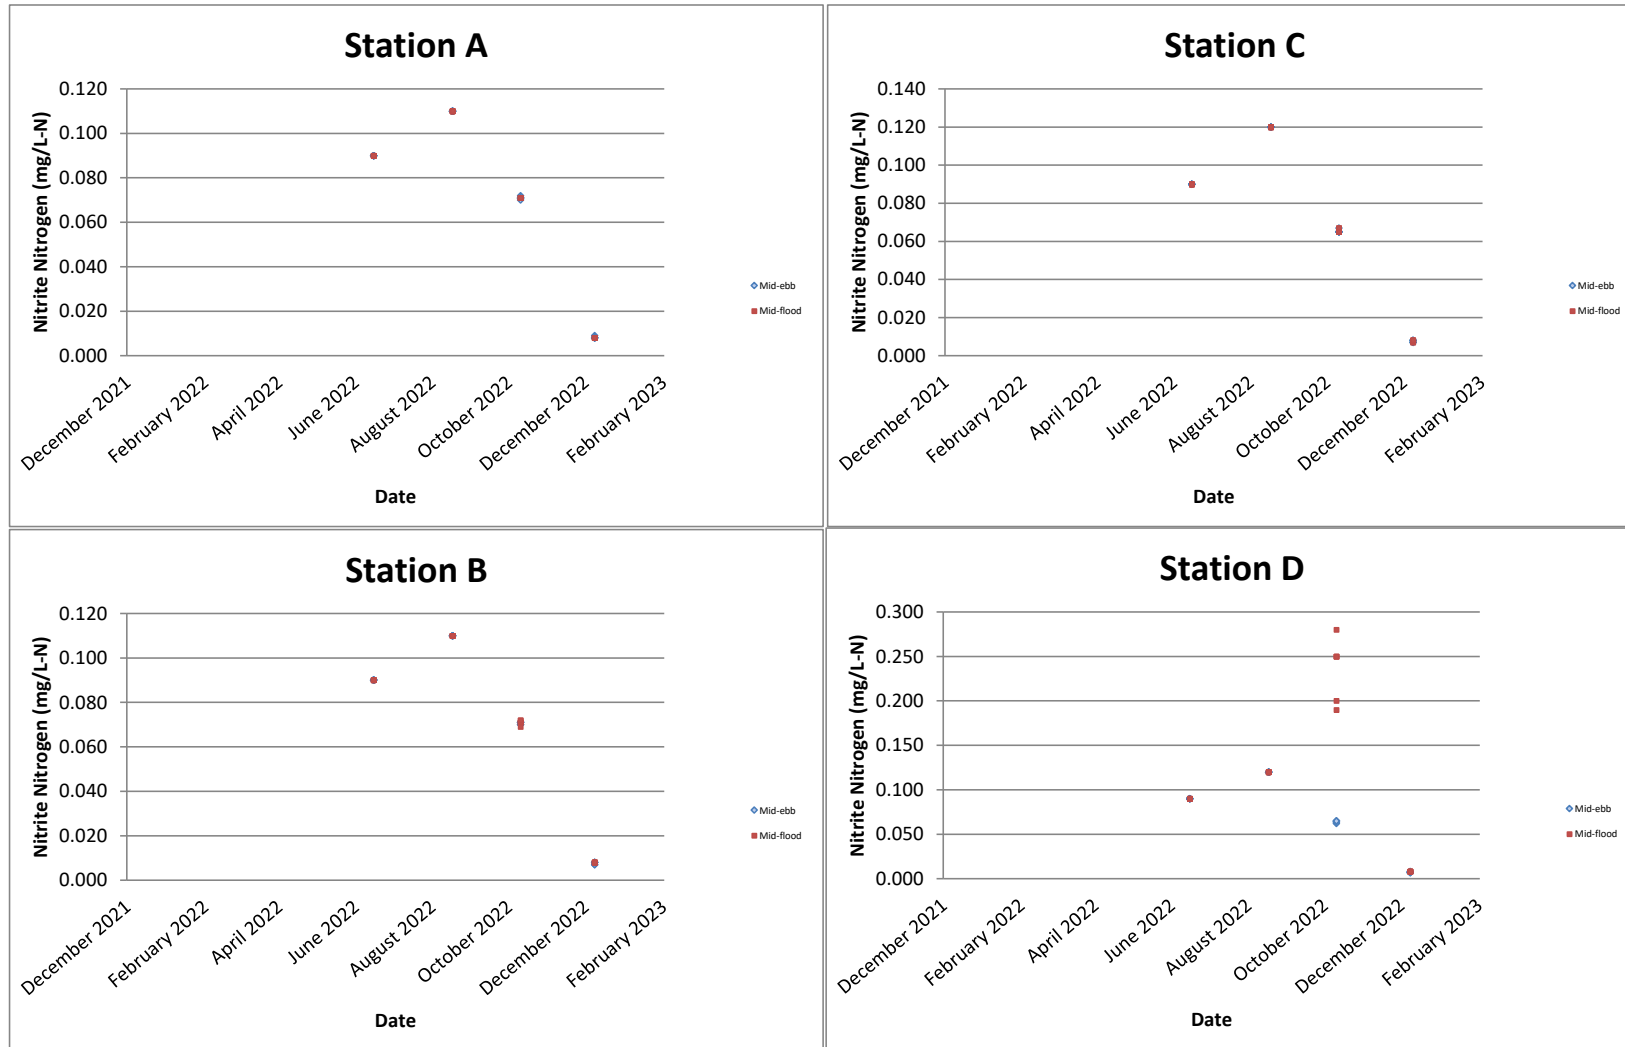 Station A
Nitrite Nitrogen (mg/L-N)
0.120
0.100
0.080
0.060
0.040
0.020
0.000
December 2021
February 2022
April 2022
June 2022
August 2022
October 2022
December 2022
February 2023
Date
Mid-ebb
Mid-flood
Station C
Nitrite Nitrogen (mg/L-N)
0.140
0.120
0.100
0.080
0.060
0.040
0.020
0.000
December 2021
February 2022
April 2022
June 2022
August 2022
October 2022
December 2022
February 2023
Date
Mid-ebb
Mid-flood
Station B
Nitrite Nitrogen (mg/L-N)
0.120
0.100
0.080
0.060
0.040
0.020
0.000
December 2021
February 2022
April 2022
June 2022
August 2022
October 2022
December 2022
February 2023
Date
Mid-ebb
Mid-flood
Station D
Nitrite Nitrogen (mg/L-N)
0.300
0.250
0.200
0.150
0.100
0.050
0.000
December 2021
February 2022
April 2022
June 2022
August 2022
October 2022
December 2022
February 2023
Date
Mid-ebb
Mid-flood